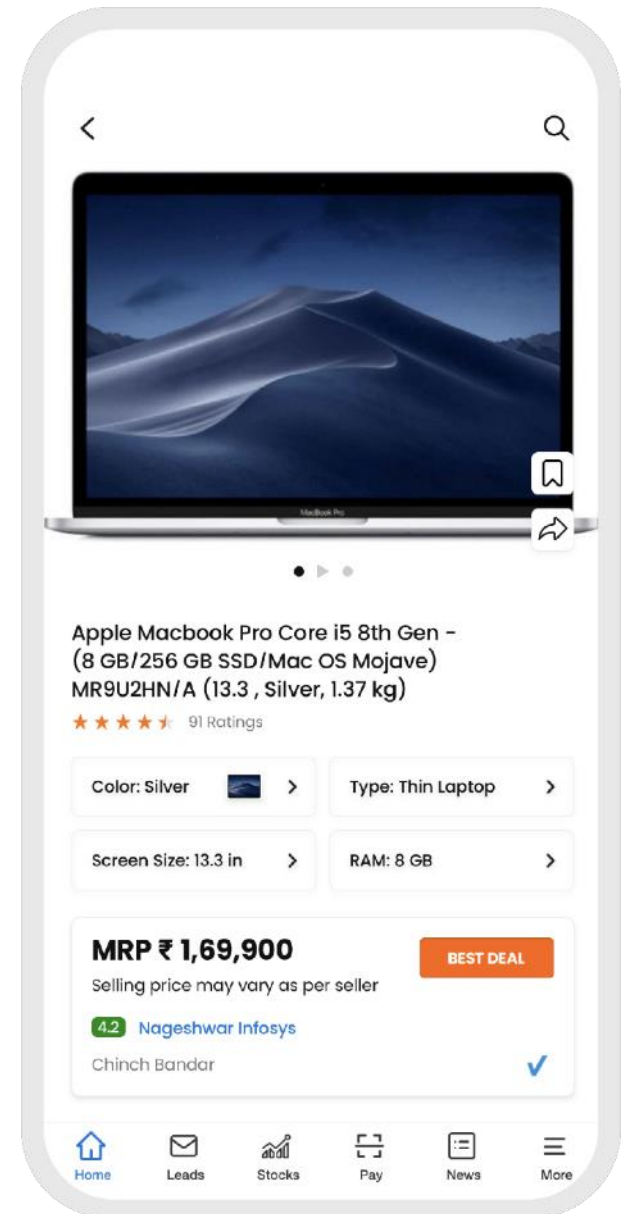 MacBook Pro
Apple Macbook Pro Core i5 8th Gen -
(8 GB/256 GB SSD/Mac OS Mojave)
MR9U2HN/A (13.3 , Silver, 1.37 kg)
91 Ratings
Color: Silver
Type: Thin Laptop
Screen Size: 13.3 in
RAM: 8 GB
MRP ₹ 1,69,900
BEST DEAL
Selling price may vary as per seller
4.2 Nageshwar Infosys
Chinch Bandar
Home Leads Stocks Pay News More